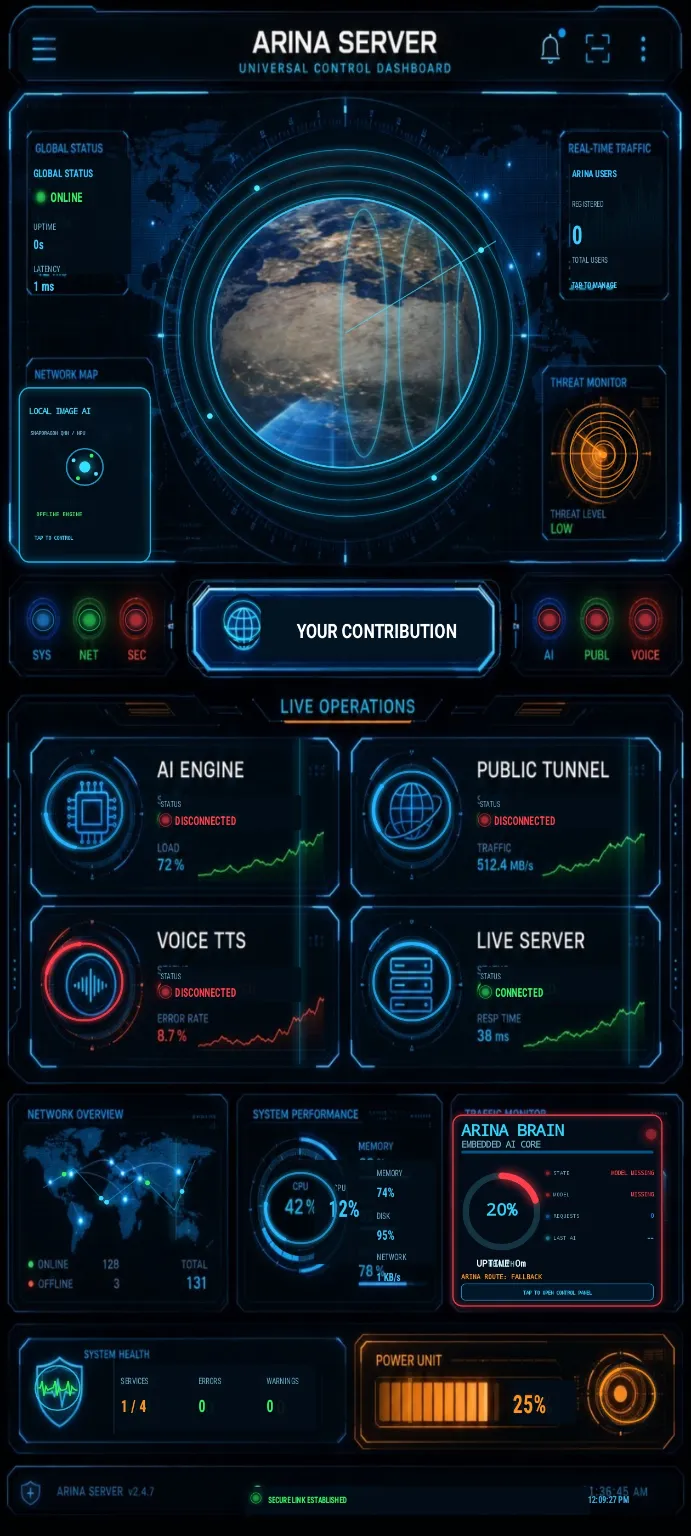 ARINA SERVER
UNIVERSAL CONTROL DASHBOARD
GLOBAL STATUS
GLOBAL STATUS
ONLINE
UPTIME
0s
LATENCY
1 ms
REAL-TIME TRAFFIC
ARINA USERS
REGISTERED
0
TOTAL USERS
TAP TO MANAGE
NETWORK MAP
LOCAL IMAGE AI
SNAPDRAGON QNN / NPU
OFFLINE ENGINE
TAP TO CONTROL
THREAT MONITOR
THREAT LEVEL
LOW
SYS NET SEC
YOUR CONTRIBUTION
AI PUBL VOICE
LIVE OPERATIONS
AI ENGINE
STATUS
DISCONNECTED
LOAD
72 %
PUBLIC TUNNEL
STATUS
DISCONNECTED
TRAFFIC
512.4 MB/s
VOICE TTS
STATUS
DISCONNECTED
ERROR RATE
8.7 %
LIVE SERVER
STATUS
CONNECTED
RESP TIME
38 ms
NETWORK OVERVIEW
ONLINE 128 TOTAL
OFFLINE 3 131
SYSTEM PERFORMANCE
MEMORY
CPU
42 %
12%
MEMORY
74%
DISK
95%
NETWORK
78 %
1 KB/s
TRAFFIC MONITOR
ARINA BRAIN
EMBEDDED AI CORE
20%
STATE MODEL MISSING
MODEL MISSING
REQUESTS 0
LAST AI --
UPTIME 0m
ARINA ROUTE: FALLBACK
TAP TO OPEN CONTROL PANEL
SYSTEM HEALTH
SERVICES
1 / 4
ERRORS
0
WARNINGS
0
POWER UNIT
25%
ARINA SERVER v2.4.7
SECURE LINK ESTABLISHED
1:36:45 AM
12:09:27 PM